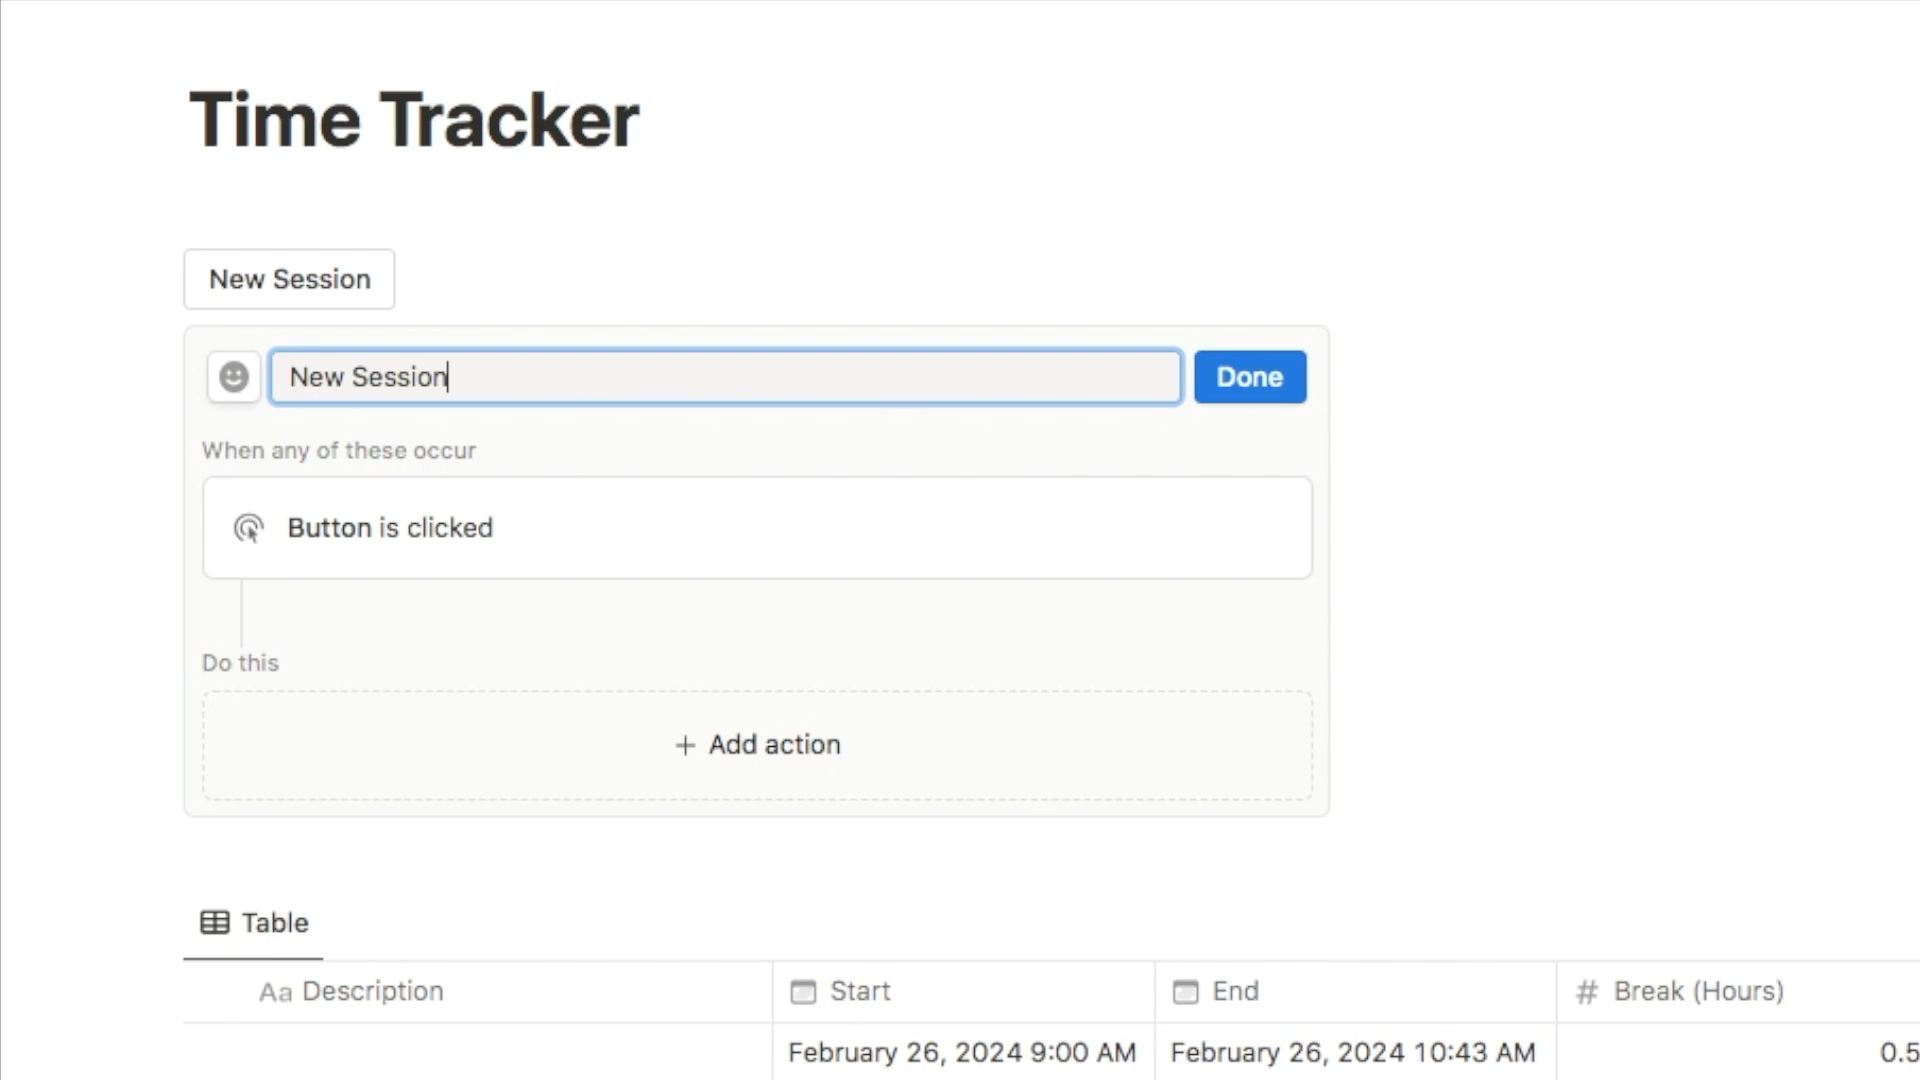 Time Tracker
New Session
New Session
Done
When any of these occur
Button is clicked
Do this
+ Add action
Table
Aa Description
Start
End
# Break (Hours)
February 26, 2024 9:00 AM
February 26, 2024 10:43 AM
0.5